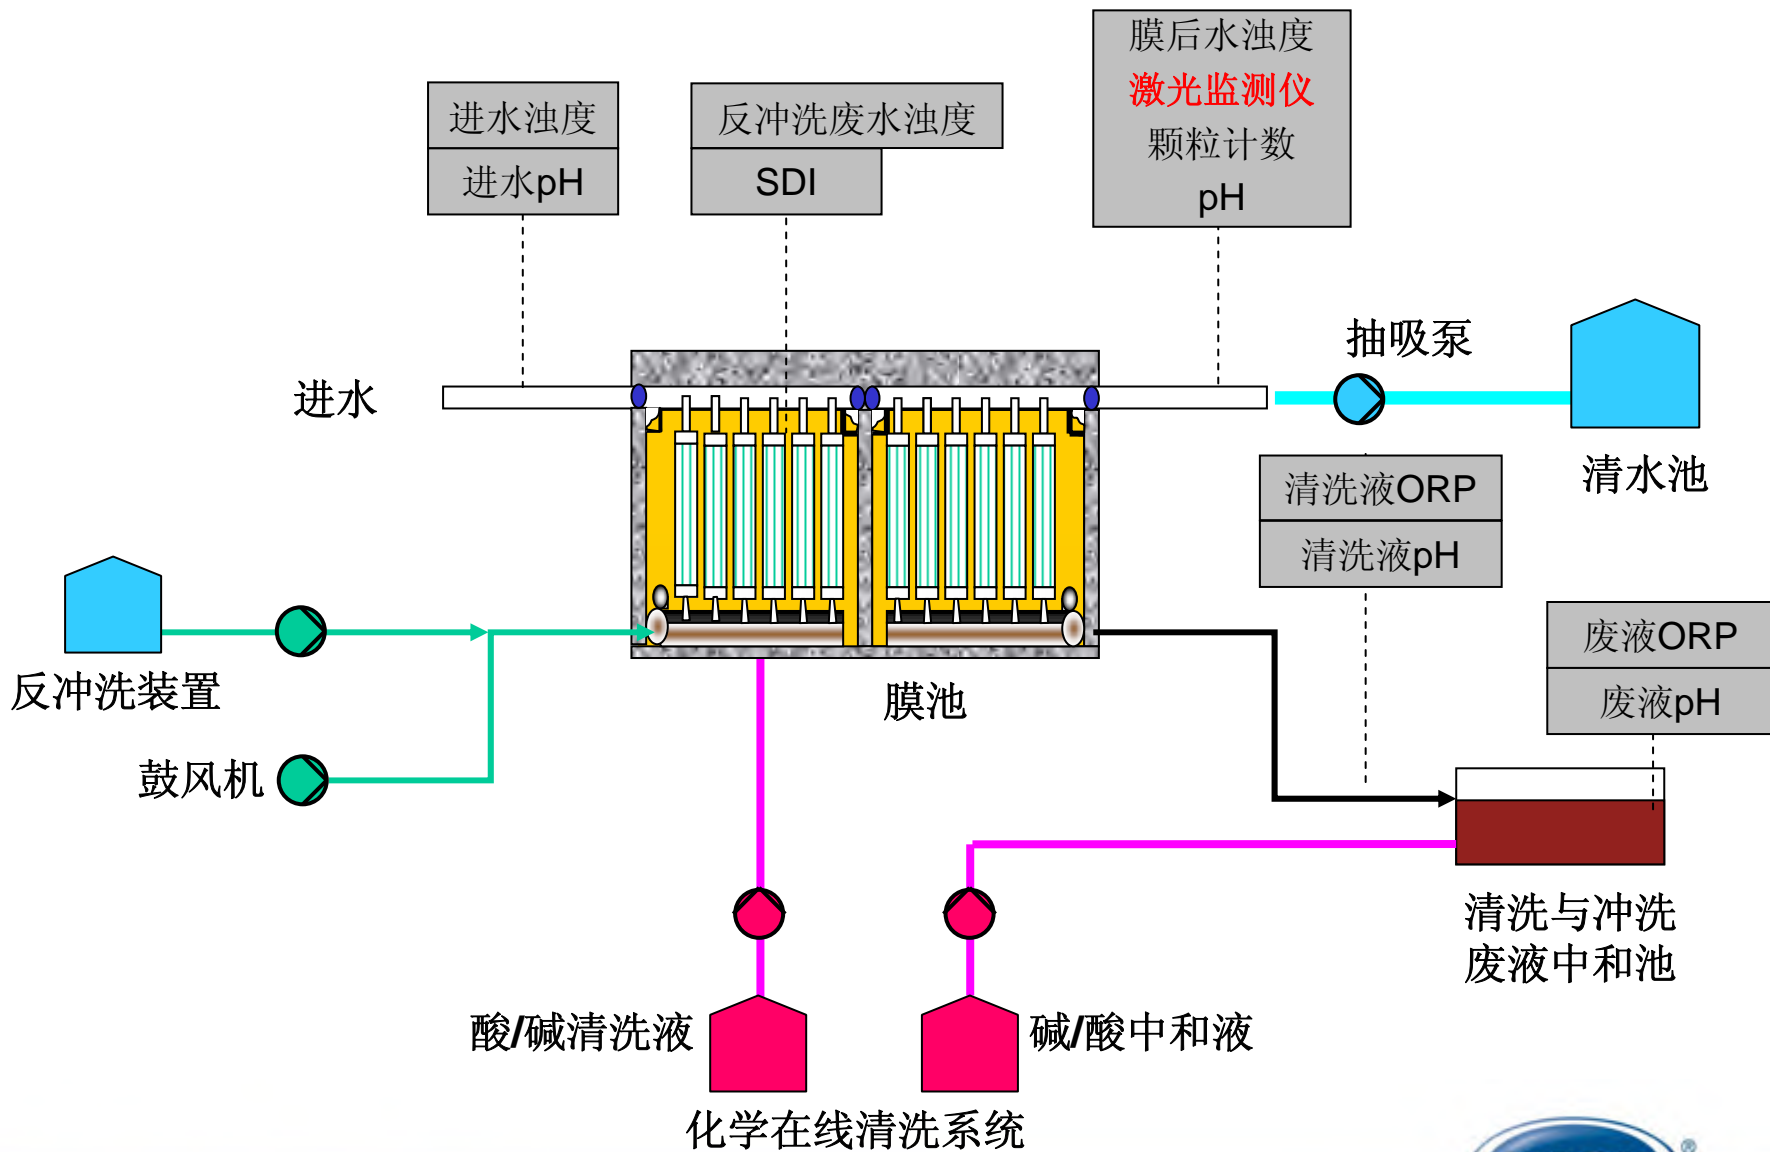 膜后水浊度
激光监测仪
颗粒计数
pH
进水浊度
进水pH
反冲洗废水浊度
SDI
抽吸泵
进水
清水池
清洗液ORP
清洗液pH
废液ORP
废液pH
反冲洗装置
膜池
鼓风机
清洗与冲洗
废液中和池
酸/碱清洗液
碱/酸中和液
化学在线清洗系统
®